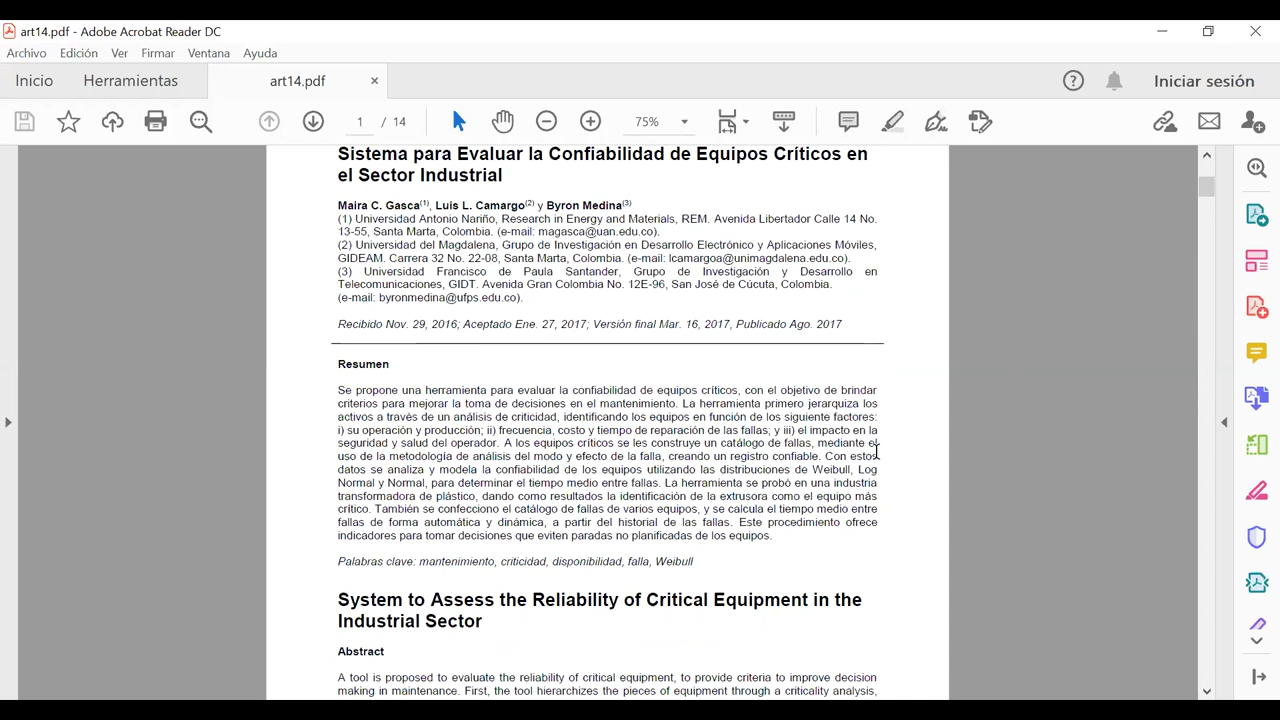 art14.pdf - Adobe Acrobat Reader DC
Archivo Edición Ver Firmar Ventana Ayuda
Inicio Herramientas art14.pdf × Iniciar sesión
1 / 14 75%
Sistema para Evaluar la Confiabilidad de Equipos Críticos en
el Sector Industrial
Maira C. Gasca(1), Luis L. Camargo(2) y Byron Medina(3)
(1) Universidad Antonio Nariño, Research in Energy and Materials, REM. Avenida Libertador Calle 14 No.
13-55, Santa Marta, Colombia. (e-mail: magasca@uan.edu.co).
(2) Universidad del Magdalena, Grupo de Investigación en Desarrollo Electrónico y Aplicaciones Móviles,
GIDEAM. Carrera 32 No. 22-08, Santa Marta, Colombia. (e-mail: lcamargoa@unimagdalena.edu.co).
(3) Universidad Francisco de Paula Santander, Grupo de Investigación y Desarrollo en
Telecomunicaciones, GIDT. Avenida Gran Colombia No. 12E-96, San José de Cúcuta, Colombia.
(e-mail: byronmedina@ufps.edu.co).
Recibido Nov. 29, 2016; Aceptado Ene. 27, 2017; Versión final Mar. 16, 2017, Publicado Ago. 2017
Resumen
Se propone una herramienta para evaluar la confiabilidad de equipos críticos, con el objetivo de brindar
criterios para mejorar la toma de decisiones en el mantenimiento. La herramienta primero jerarquiza los
activos a través de un análisis de criticidad, identificando los equipos en función de los siguiente factores:
i) su operación y producción; ii) frecuencia, costo y tiempo de reparación de las fallas; y iii) el impacto en la
seguridad y salud del operador. A los equipos críticos se les construye un catálogo de fallas, mediante el
uso de la metodología de análisis del modo y efecto de la falla, creando un registro confiable. Con estos
datos se analiza y modela la confiabilidad de los equipos utilizando las distribuciones de Weibull, Log
Normal y Normal, para determinar el tiempo medio entre fallas. La herramienta se probó en una industria
transformadora de plástico, dando como resultados la identificación de la extrusora como el equipo más
crítico. También se confecciono el catálogo de fallas de varios equipos, y se calcula el tiempo medio entre
fallas de forma automática y dinámica, a partir del historial de las fallas. Este procedimiento ofrece
indicadores para tomar decisiones que eviten paradas no planificadas de los equipos.
Palabras clave: mantenimiento, criticidad, disponibilidad, falla, Weibull
System to Assess the Reliability of Critical Equipment in the
Industrial Sector
Abstract
A tool is proposed to evaluate the reliability of critical equipment, to provide criteria to improve decision
making in maintenance. First, the tool hierarchizes the pieces of equipment through a criticality analysis,